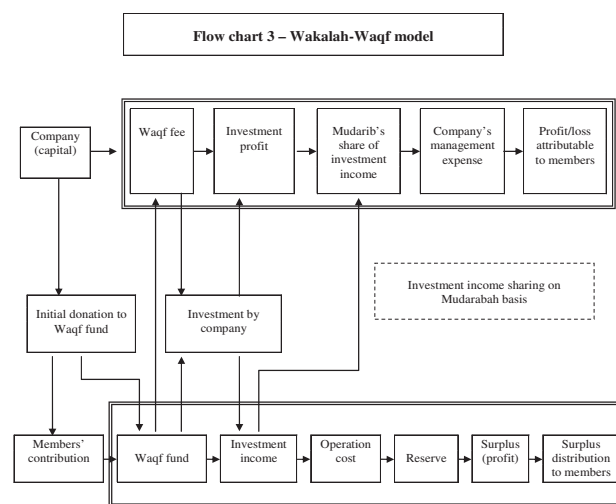 Flow chart 3 – Wakalah-Waqf model
Company
(capital)
Waqf fee
Investment
profit
Mudarib's
share of
investment
income
Company's
management
expense
Profit/loss
attributable
to members
Initial donation to
Waqf fund
Investment by
company
Investment income sharing on
Mudarabah basis
Members'
contribution
Waqf fund
Investment
income
Operation
cost
Reserve
Surplus
(profit)
Surplus
distribution
to members